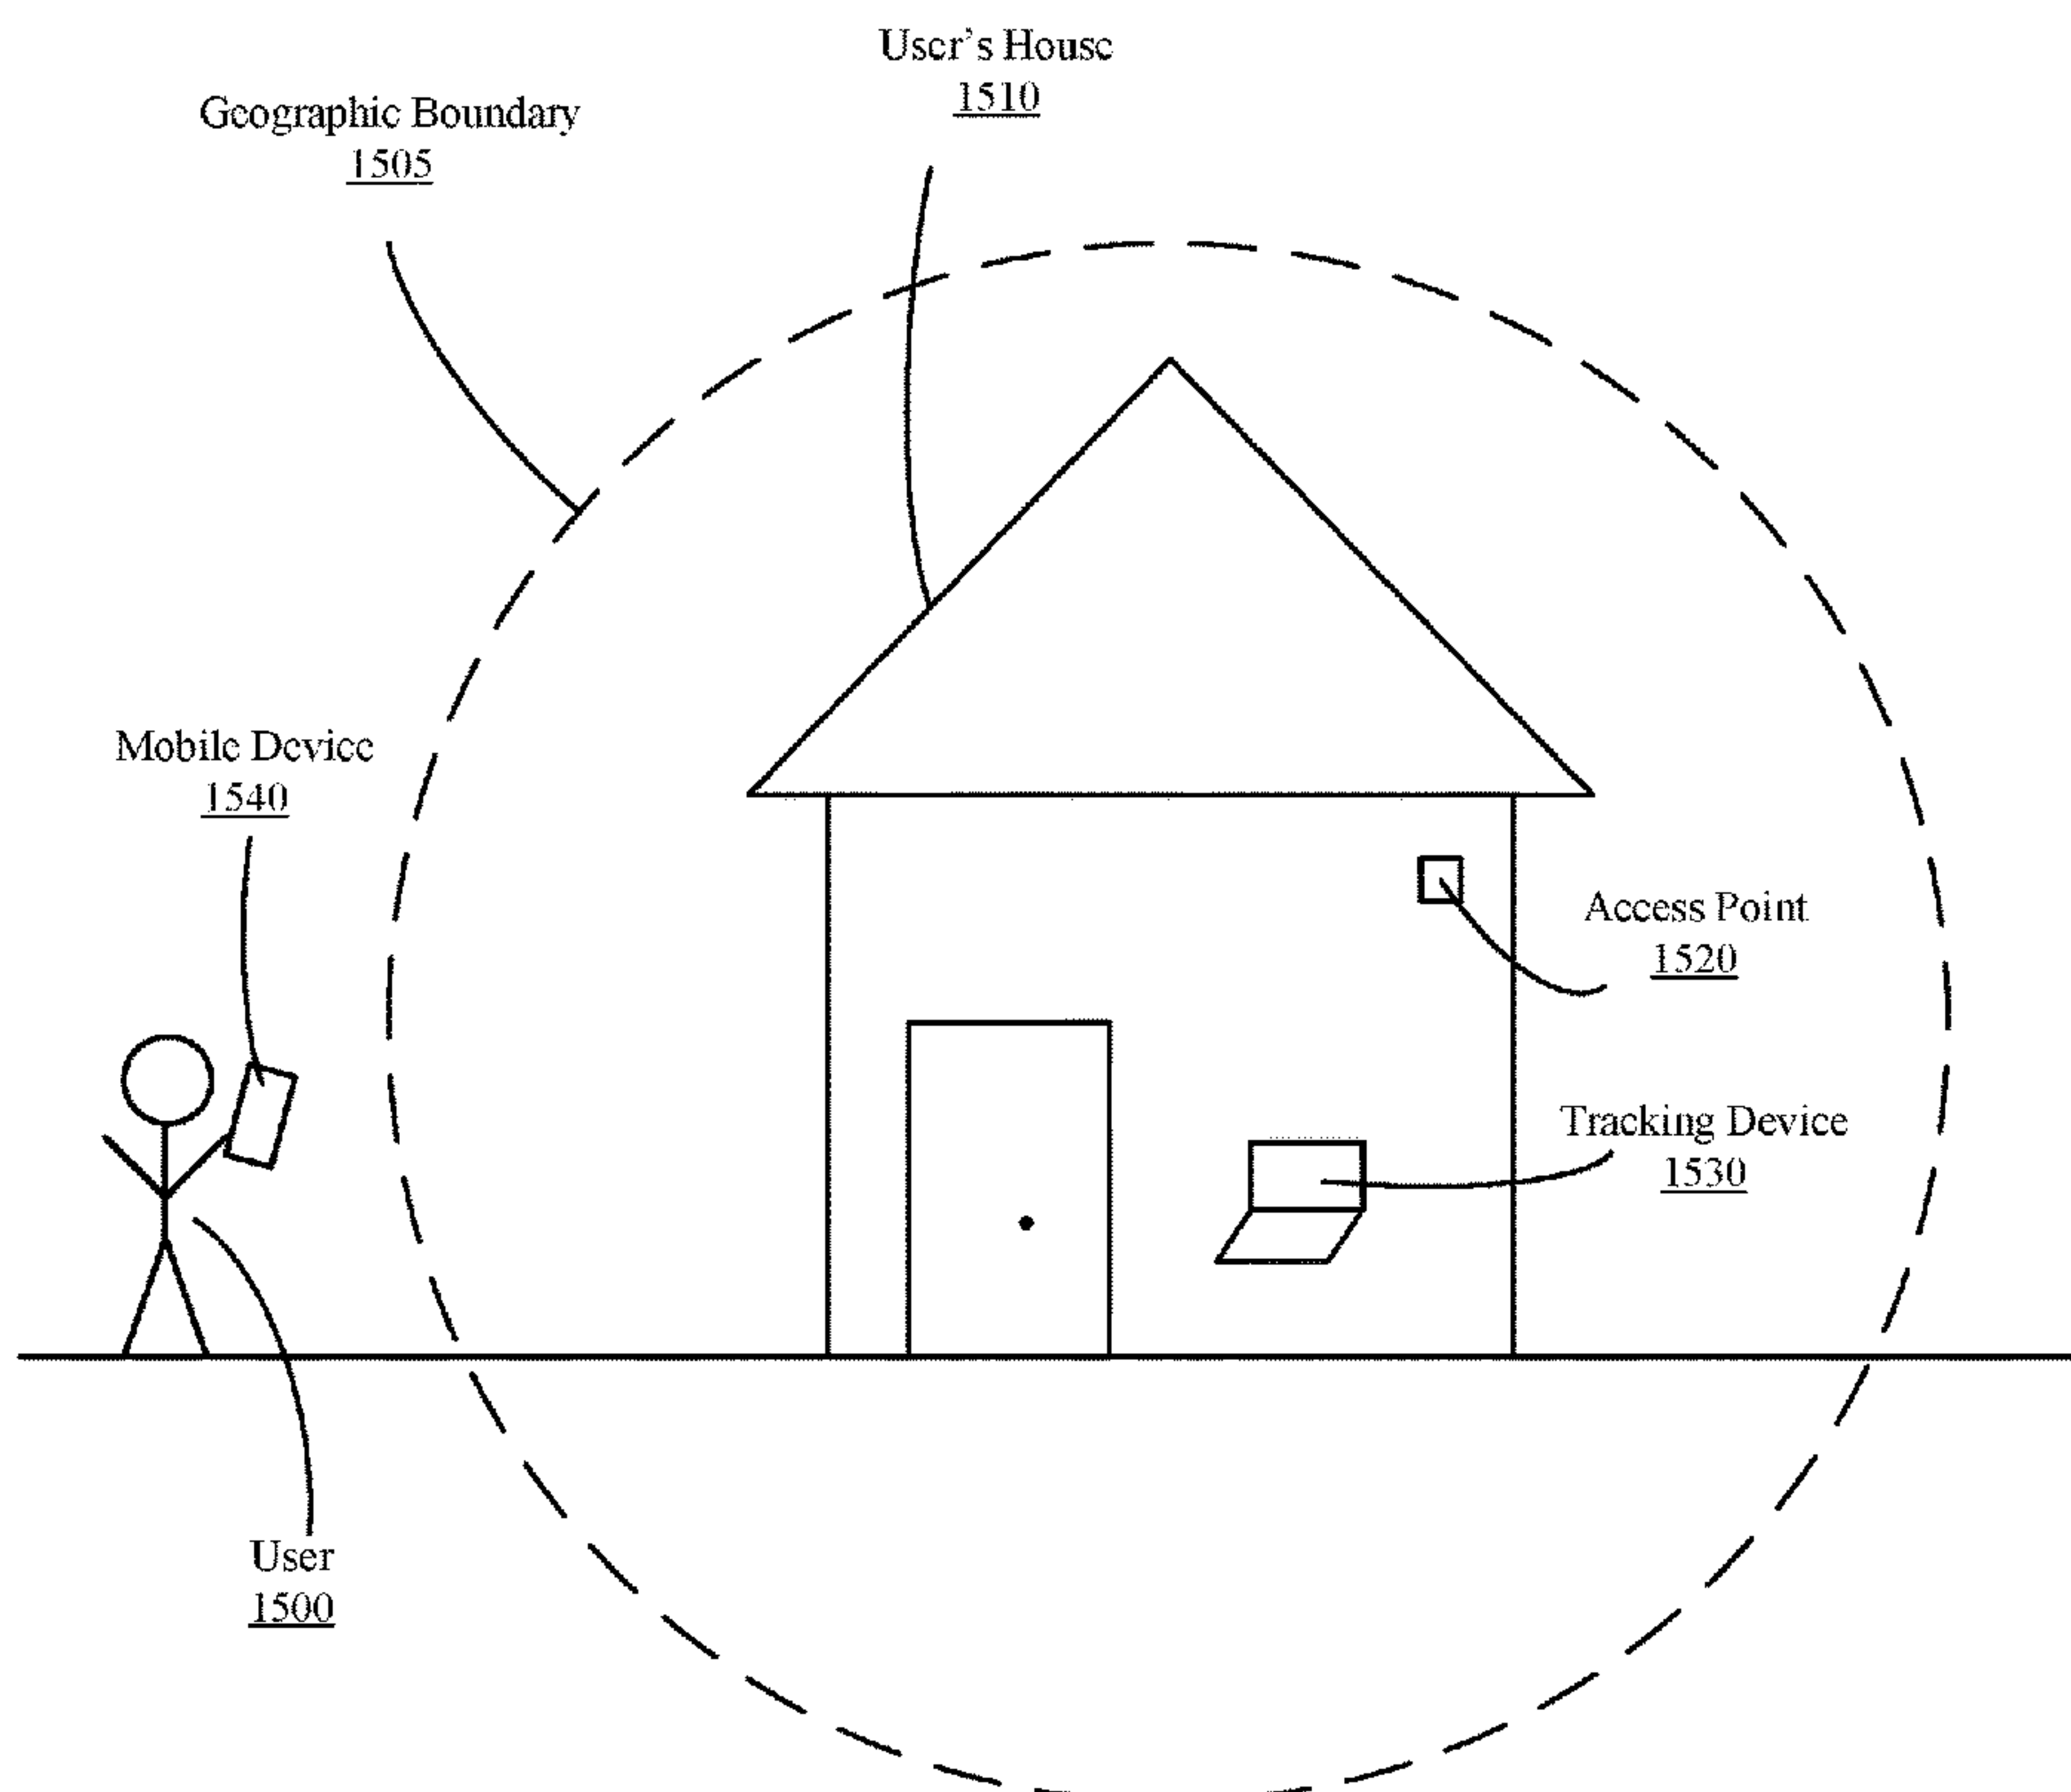 User's House
1510
Geographic Boundary
1505
Mobile Device
1540
Access Point
1520
Tracking Device
1530
User
1500